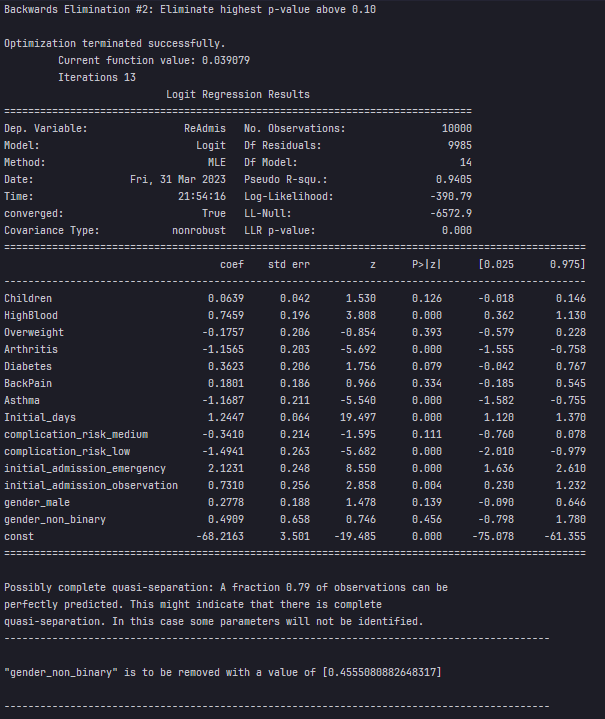 Backwards Elimination #2: Eliminate highest p-value above 0.10
Optimization terminated successfully.
Current function value: 0.039079
Iterations 13
Logit Regression Results
==============================================================================
Dep. Variable: ReAdmis No. Observations: 10000
Model: Logit Df Residuals: 9985
Method: MLE Df Model: 14
Date: Fri, 31 Mar 2023 Pseudo R-squ.: 0.9405
Time: 21:54:16 Log-Likelihood: -390.79
converged: True LL-Null: -6572.9
Covariance Type: nonrobust LLR p-value: 0.000
=================================================================================================
coef std err z P>|z| [0.025 0.975]
-------------------------------------------------------------------------------------------------
Children 0.0639 0.042 1.530 0.126 -0.018 0.146
HighBlood 0.7459 0.196 3.808 0.000 0.362 1.130
Overweight -0.1757 0.206 -0.854 0.393 -0.579 0.228
Arthritis -1.1565 0.203 -5.692 0.000 -1.555 -0.758
Diabetes 0.3623 0.206 1.756 0.079 -0.042 0.767
BackPain 0.1801 0.186 0.966 0.334 -0.185 0.545
Asthma -1.1687 0.211 -5.540 0.000 -1.582 -0.755
Initial_days 1.2447 0.064 19.497 0.000 1.120 1.370
complication_risk_medium -0.3410 0.214 -1.595 0.111 -0.760 0.078
complication_risk_low -1.4941 0.263 -5.682 0.000 -2.010 -0.979
initial_admission_emergency 2.1231 0.248 8.550 0.000 1.636 2.610
initial_admission_observation 0.7310 0.256 2.858 0.004 0.230 1.232
gender_male 0.2778 0.188 1.478 0.139 -0.090 0.646
gender_non_binary 0.4909 0.658 0.746 0.456 -0.798 1.780
const -68.2163 3.501 -19.485 0.000 -75.078 -61.355
=================================================================================================
Possibly complete quasi-separation: A fraction 0.79 of observations can be
perfectly predicted. This might indicate that there is complete
quasi-separation. In this case some parameters will not be identified.
-------------------------------------------------------------------------------------------
"gender_non_binary" is to be removed with a value of [0.4555080882648317]
-------------------------------------------------------------------------------------------